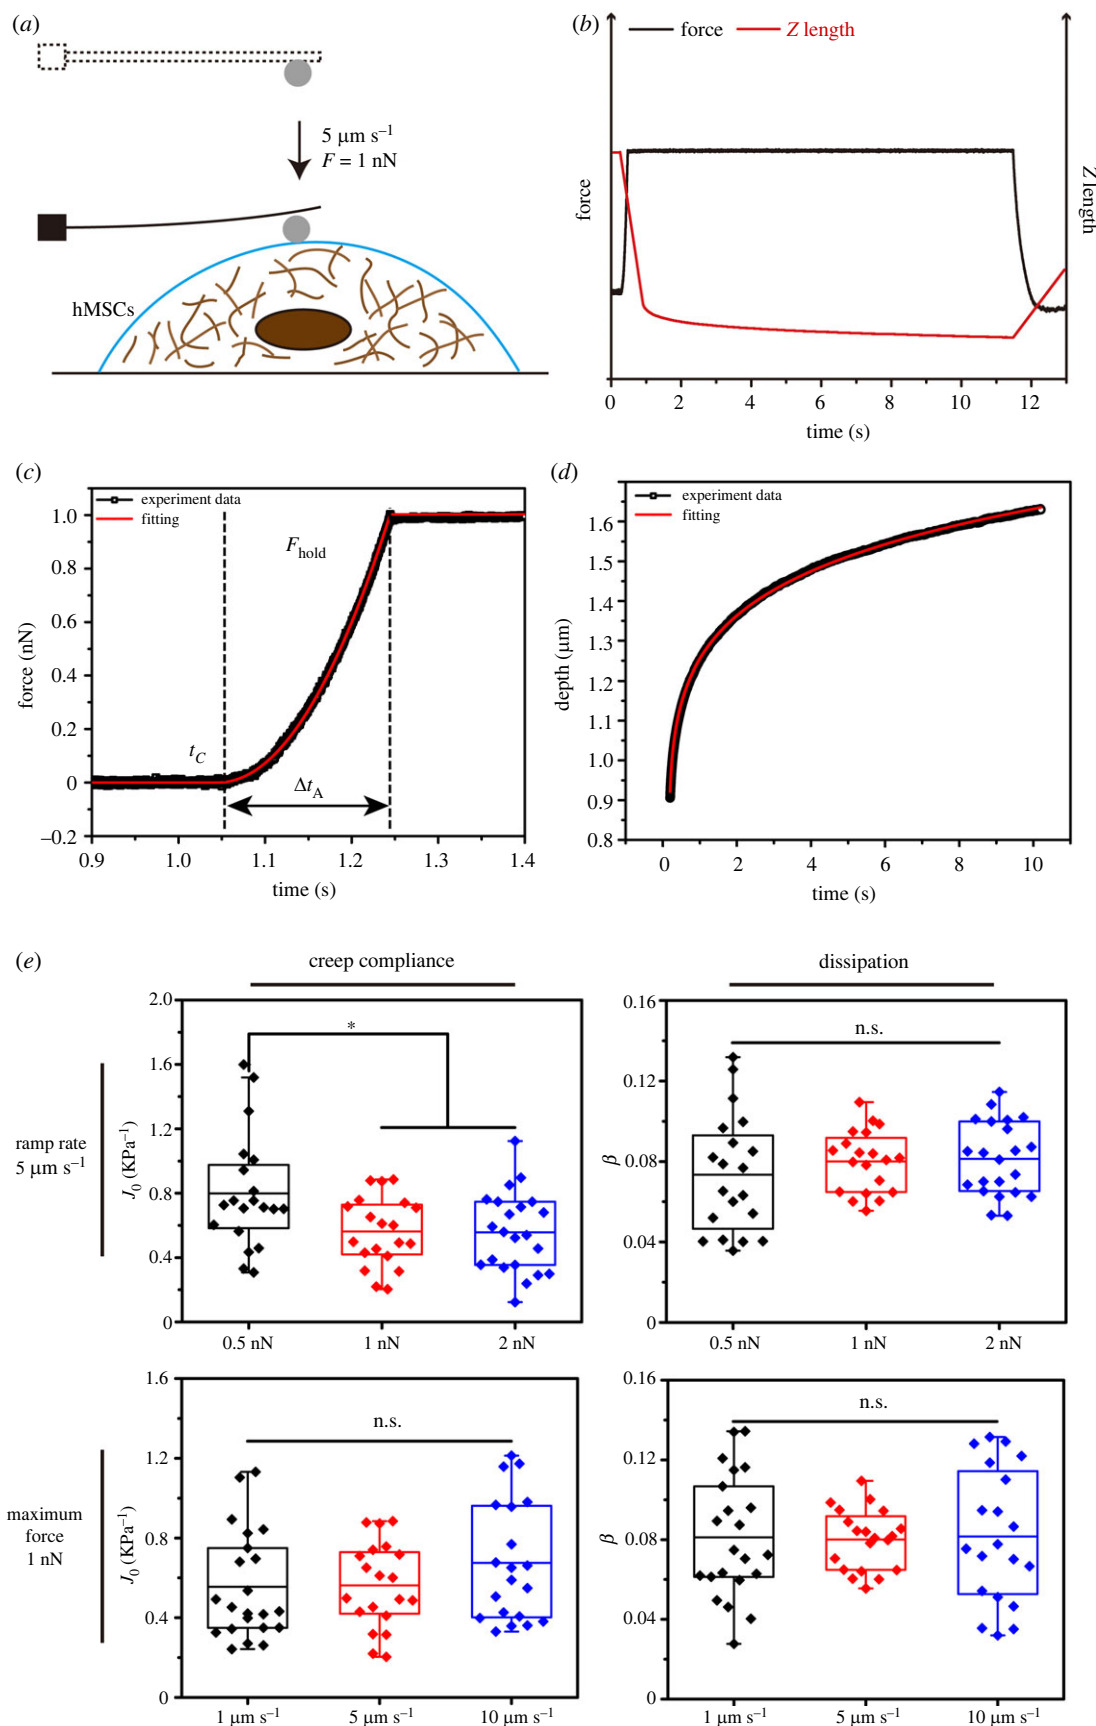 (a)
5 μm s⁻¹
F = 1 nN
hMSCs
(b)
force Z length
force
Z length
0 2 4 6 8 10 12
time (s)
(c)
experiment data
fitting
1.0
0.8
0.6
0.4
0.2
0
–0.2
force (nN)
F_hold
t_C
Δt_A
0.9 1.0 1.1 1.2 1.3 1.4
time (s)
(d)
experiment data
fitting
1.6
1.5
1.4
1.3
1.2
1.1
1.0
0.9
0.8
depth (μm)
0 2 4 6 8 10
time (s)
(e)
creep compliance
dissipation
ramp rate
5 μm s⁻¹
2.0
1.6
1.2
0.8
0.4
0
J₀ (KPa⁻¹)
*
0.5 nN 1 nN 2 nN
0.16
0.12
0.08
0.04
0
β
n.s.
0.5 nN 1 nN 2 nN
maximum
force
1 nN
1.6
1.2
0.8
0.4
0
J₀ (KPa⁻¹)
n.s.
1 μm s⁻¹ 5 μm s⁻¹ 10 μm s⁻¹
0.16
0.12
0.08
0.04
0
β
n.s.
1 μm s⁻¹ 5 μm s⁻¹ 10 μm s⁻¹